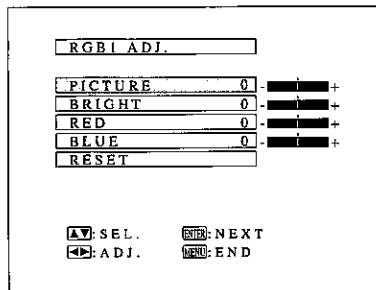 RGB1 ADJ.
PICTURE 0 - +
BRIGHT 0 - +
RED 0 - +
BLUE 0 - +
RESET
▲▼:SEL. ENTER:NEXT
◀▶:ADJ. MENU:END